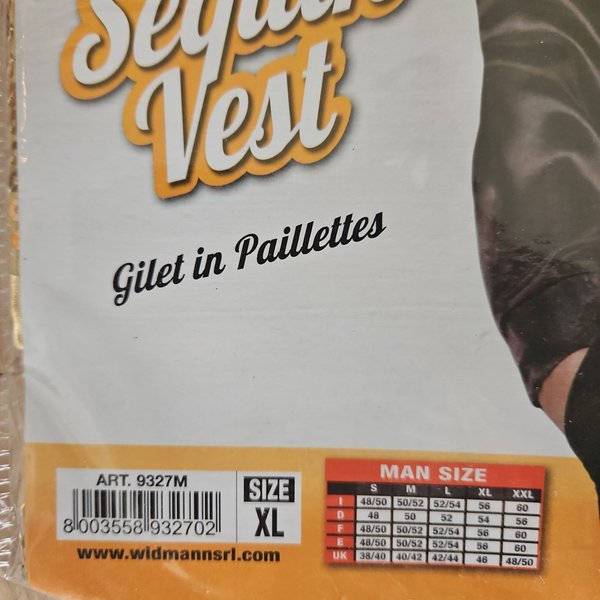 Sequin
Vest
Gilet in Paillettes
ART. 9327M
8 003558 932702
SIZE
XL
www.widmannsrl.com
MAN SIZE
S M L XL XXL
I 48/50 50/52 52/54 56 60
D 48 50 52 54 56
F 48/50 50/52 52/54 56 60
E 48/50 50/52 52/54 56 60
UK 38/40 40/42 42/44 46 48/50